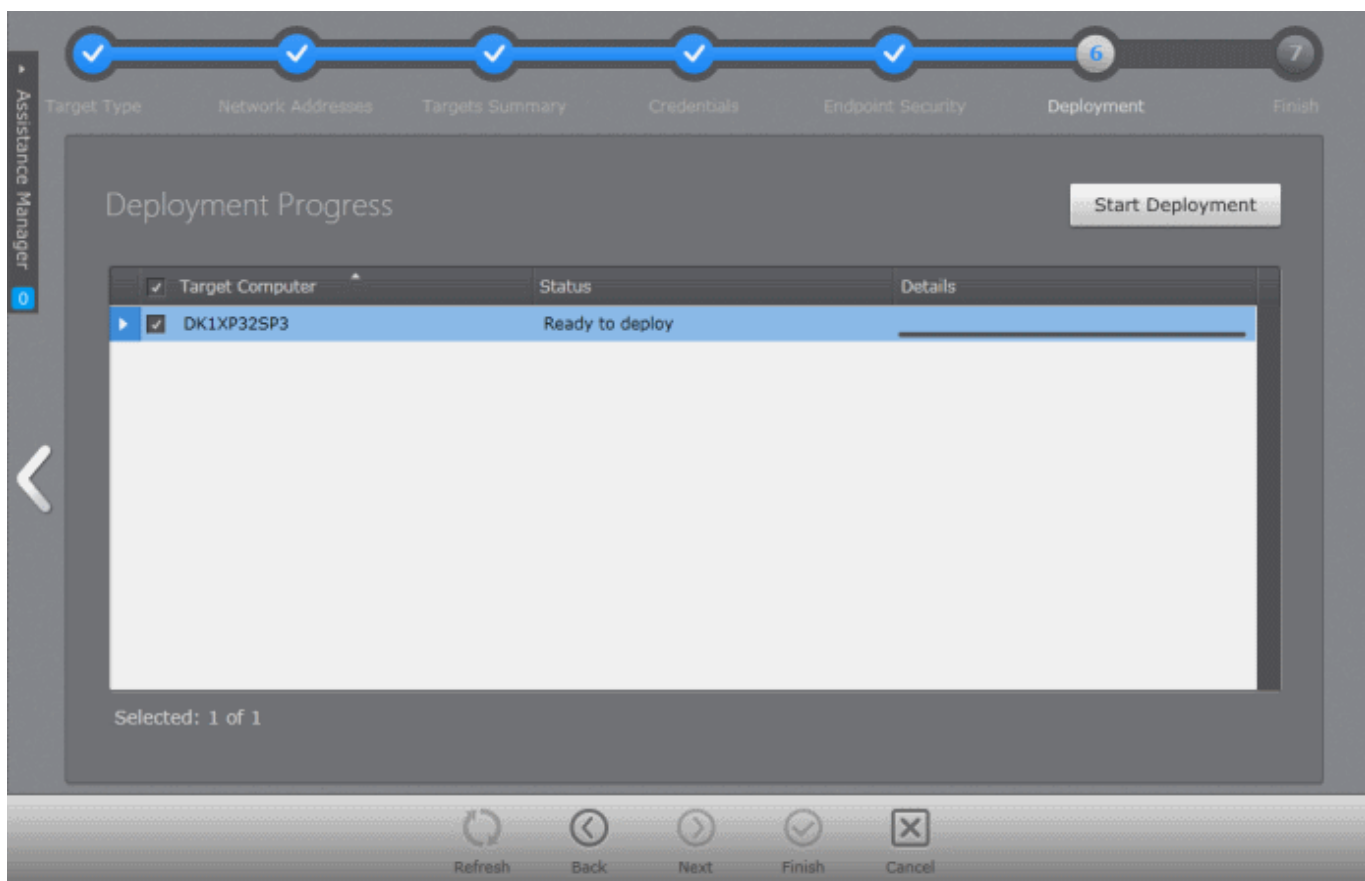 6 7
Target Type Network Addresses Targets Summary Credentials Endpoint Security Deployment Finish
Assistance Manager
0
Deployment Progress
Start Deployment
Target Computer Status Details
DK1XP32SP3 Ready to deploy
Selected: 1 of 1
Refresh Back Next Finish Cancel